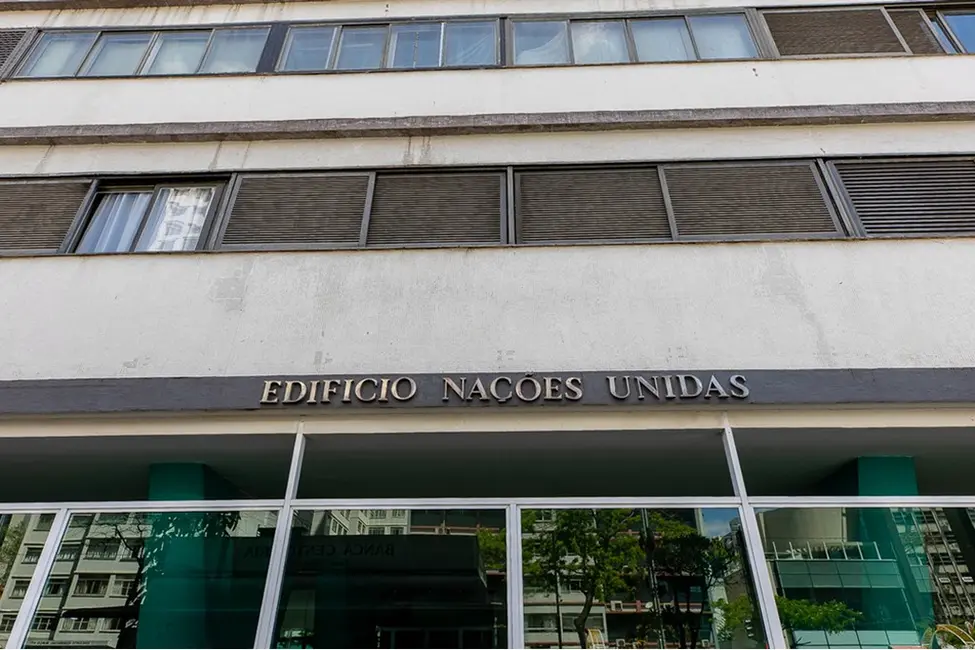 EDIFICIO NAÇÕES UNIDAS